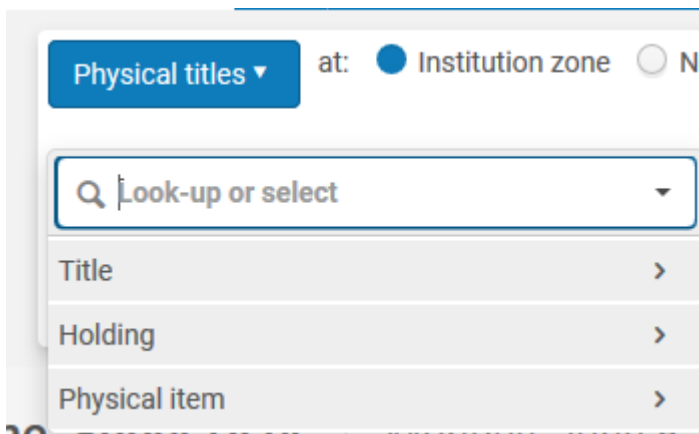 Physical titles ▾ at: Institution zone N
Look-up or select
Title
Holding
Physical item